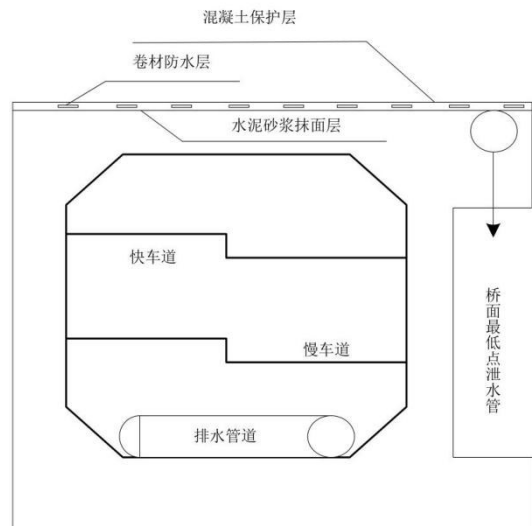 混凝土保护层
卷材防水层
水泥砂浆抹面层
快车道
慢车道
桥面最低点泄水管
排水管道